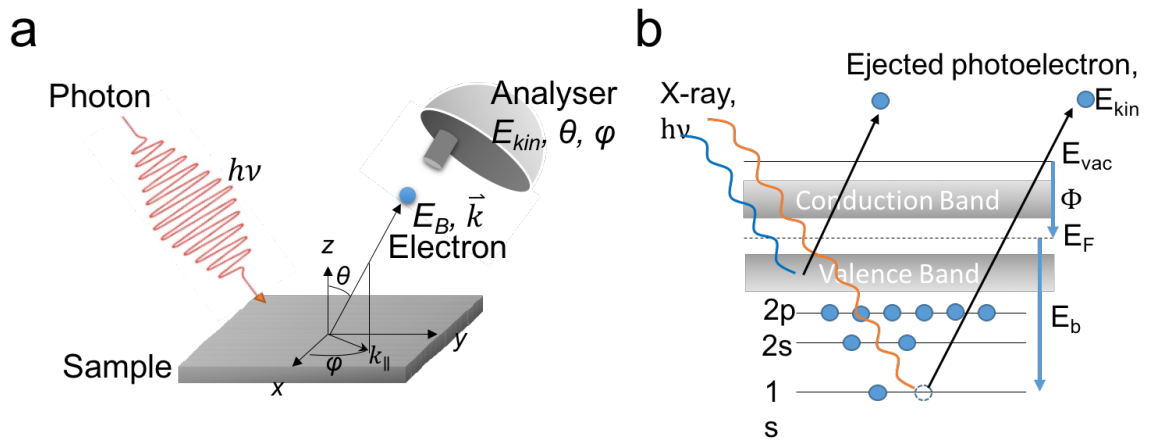 a
Photon
hν
Analyser
E_kin, θ, φ
E_B, k⃗
Electron
z
θ
y
k_∥
φ
x
Sample
b
Ejected photoelectron,
E_kin
X-ray,
hν
E_vac
Conduction Band
Φ
E_F
Valence Band
2p
E_b
2s
1
s